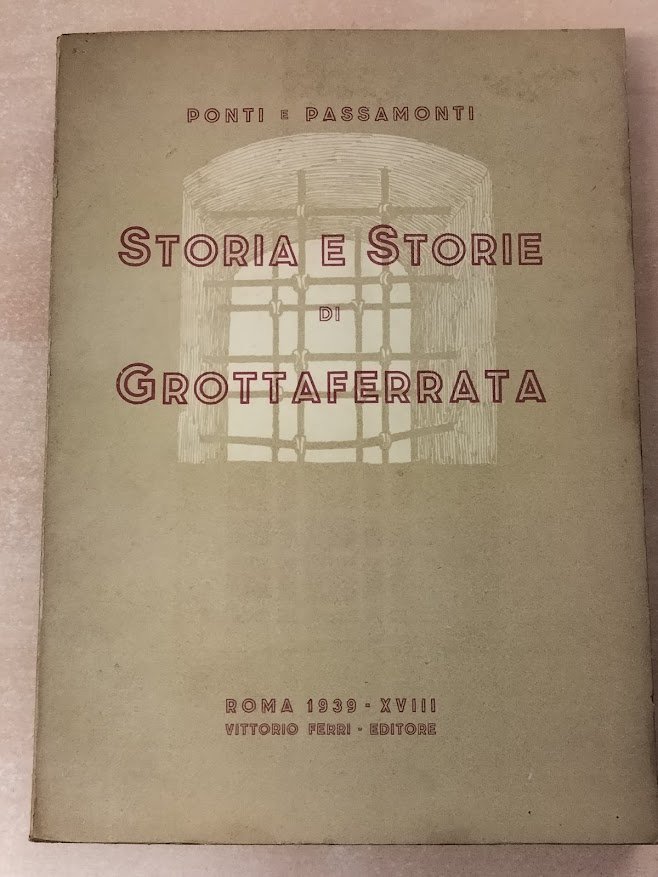 PONTI E PASSAMONTI
STORIA E STORIE
DI
GROTTAFERRATA
ROMA 1939 - XVIII
VITTORIO FERRI - EDITORE